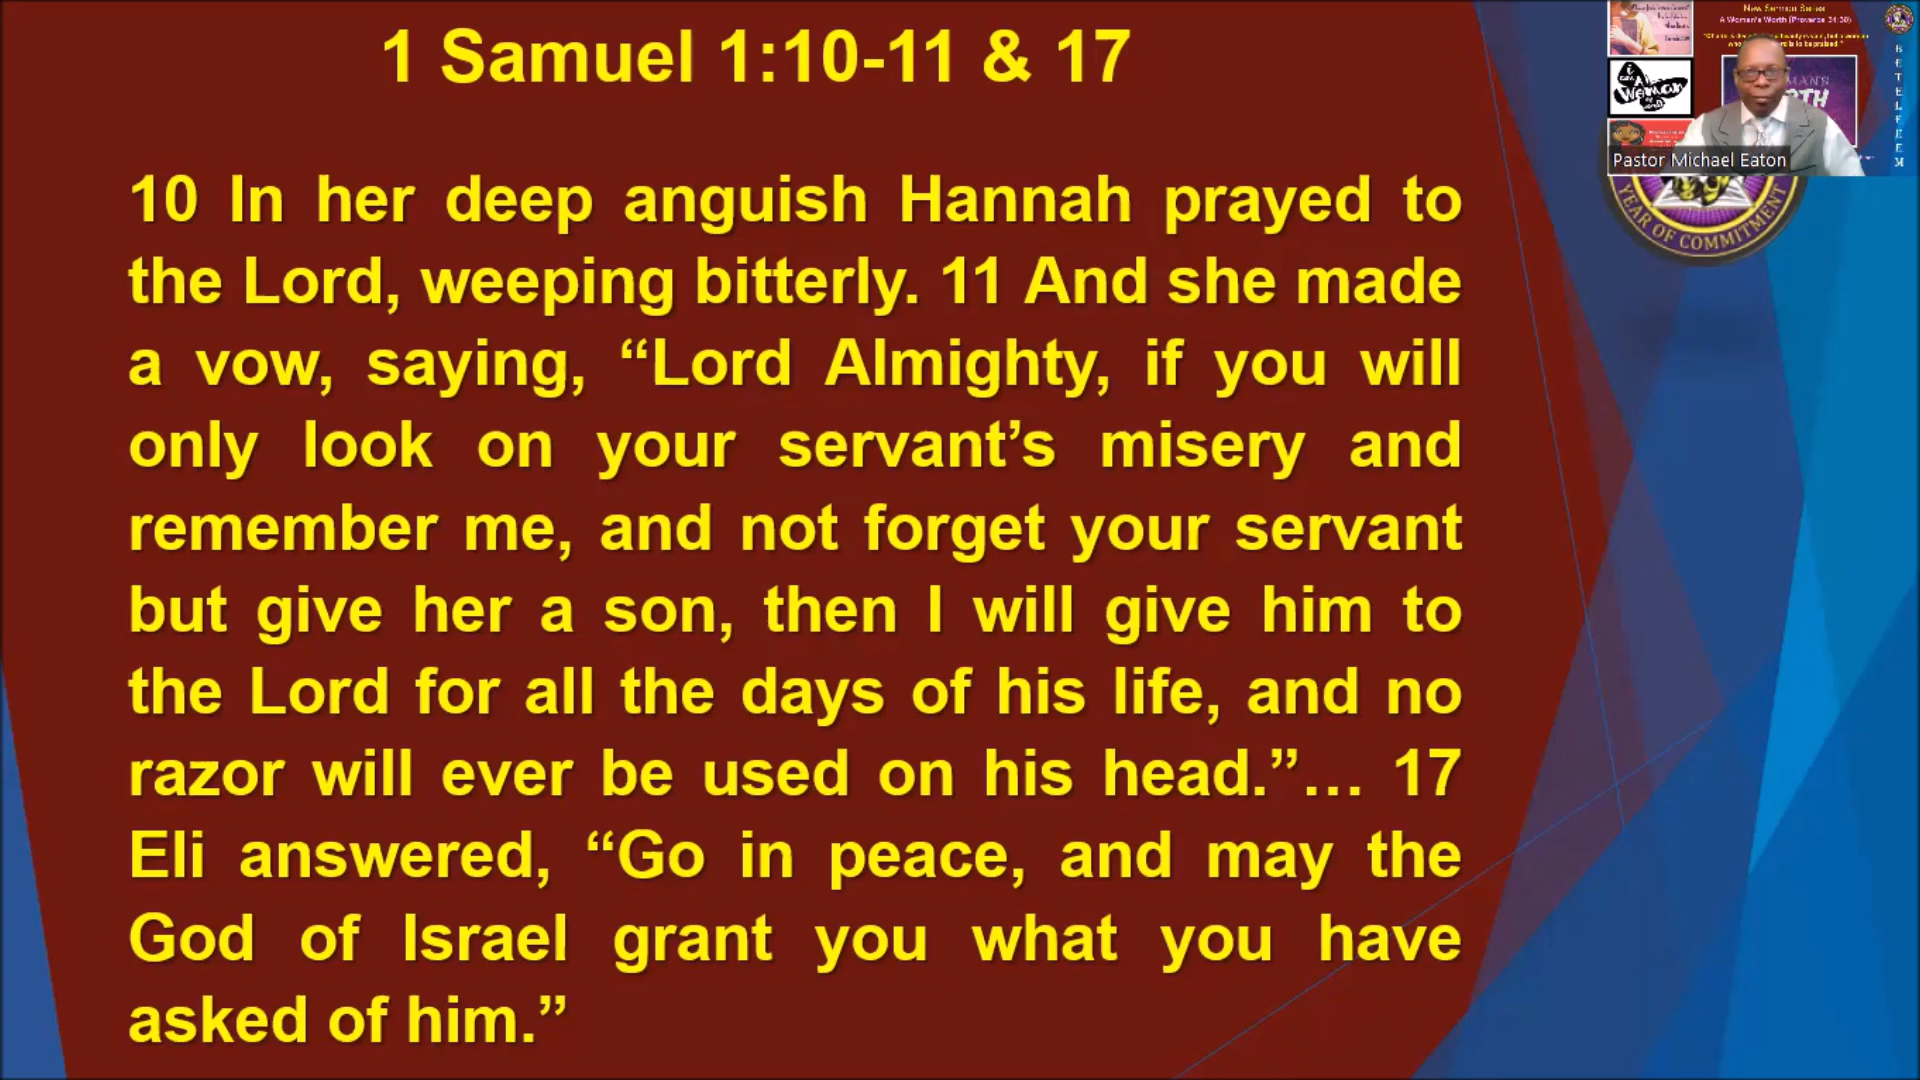 1 Samuel 1:10-11 & 17
10 In her deep anguish Hannah prayed to
the Lord, weeping bitterly. 11 And she made
a vow, saying, “Lord Almighty, if you will
only look on your servant’s misery and
remember me, and not forget your servant
but give her a son, then I will give him to
the Lord for all the days of his life, and no
razor will ever be used on his head.”… 17
Eli answered, “Go in peace, and may the
God of Israel grant you what you have
asked of him.”
New Sermon Series
A Woman's Worth (Proverbs 31:30)
A
Woman
Pastor Michael Eaton
YEAR OF COMMITMENT